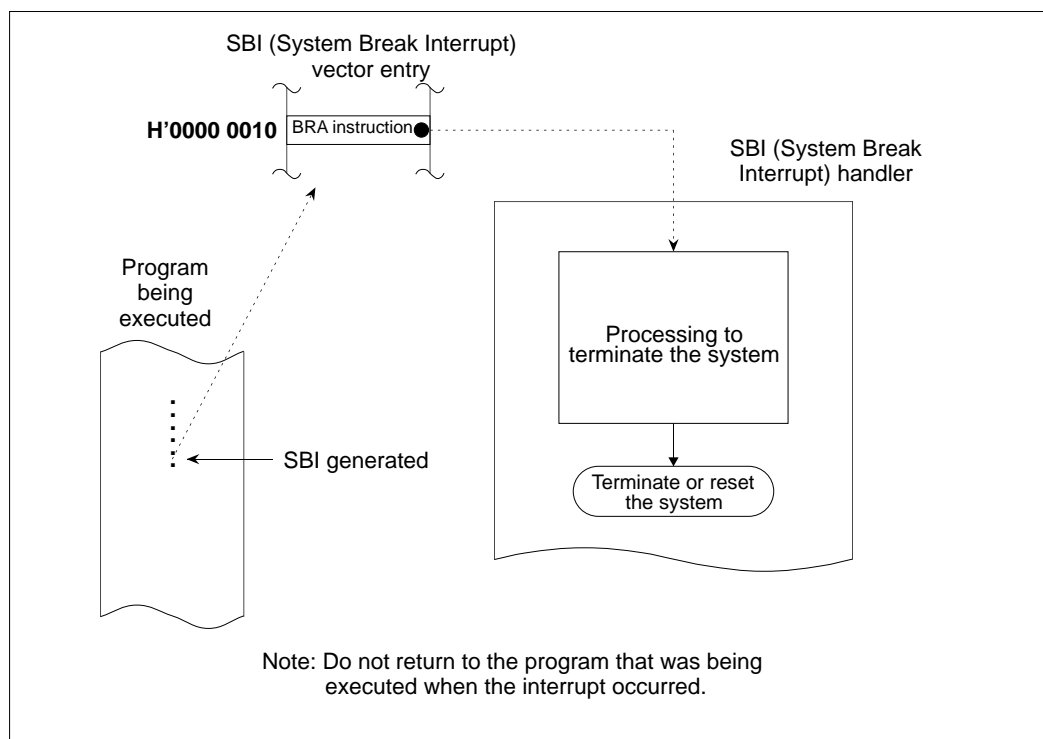 SBI (System Break Interrupt)
vector entry
H’0000 0010
BRA instruction
SBI (System Break
Interrupt) handler
Program
being
executed
Processing to
terminate the system
SBI generated
Terminate or reset
the system
Note: Do not return to the program that was being
executed when the interrupt occurred.